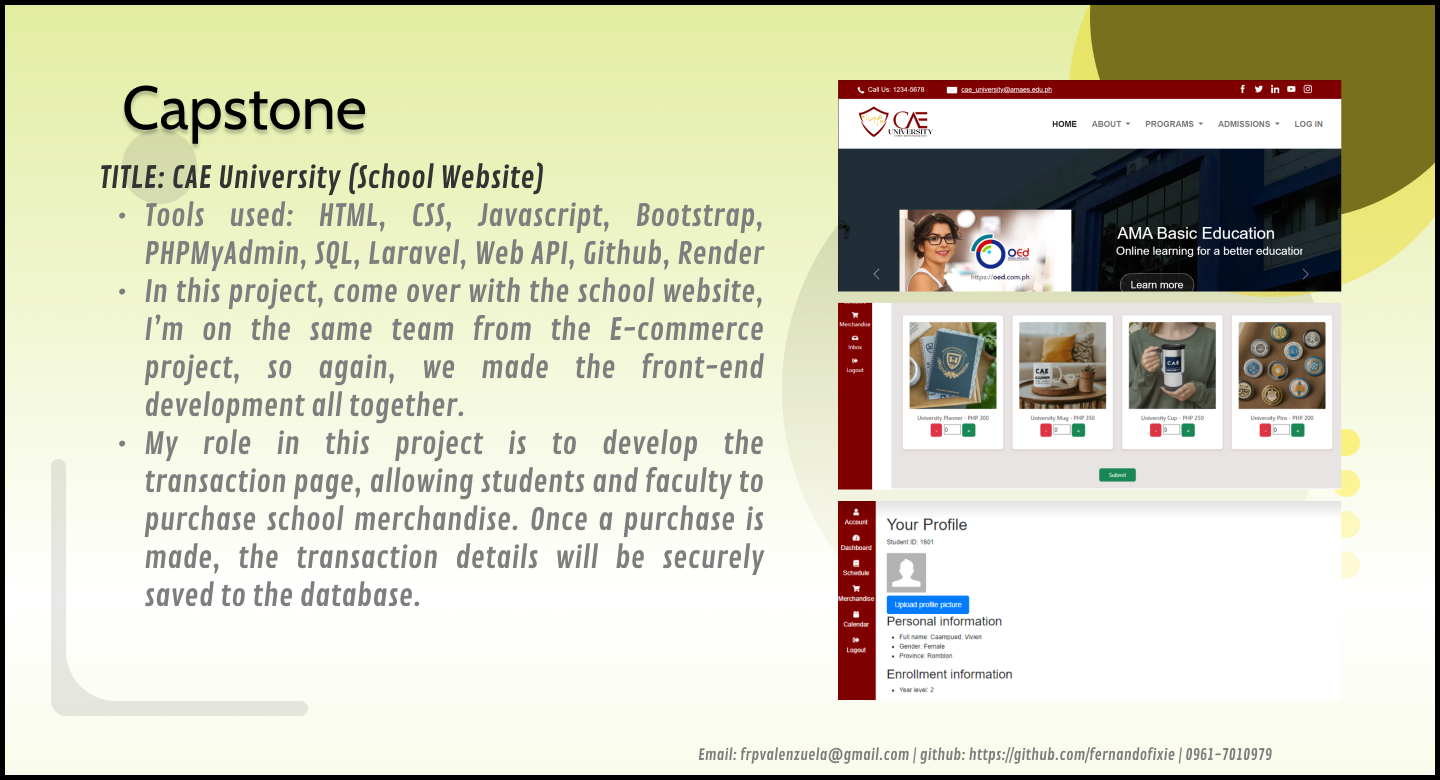 Capstone
TITLE: CAE University (School Website)
• Tools used: HTML, CSS, Javascript, Bootstrap,
PHPMyAdmin, SQL, Laravel, Web API, Github, Render
• In this project, come over with the school website,
I’m on the same team from the E-commerce
project, so again, we made the front-end
development all together.
• My role in this project is to develop the
transaction page, allowing students and faculty to
purchase school merchandise. Once a purchase is
made, the transaction details will be securely
saved to the database.
Call Us: 1234-5678 cae_university@amaes.edu.ph
CAE
UNIVERSITY
HOME ABOUT PROGRAMS ADMISSIONS LOG IN
oed
https://oed.com.ph
AMA Basic Education
Online learning for a better education
Learn more
Merchandise
Inbox
Logout
CAE
CAE
University Planner - PHP 300 University Mug - PHP 350 University Cup - PHP 250 University Pins - PHP 200
- 0 + - 0 + - 0 + - 0 +
Submit
Account
Dashboard
Schedule
Merchandise
Calendar
Logout
Your Profile
Student ID: 1601
Upload profile picture
Personal information
• Full name: Caampued, Vivien
• Gender: Female
• Province: Romblon
Enrollment information
• Year level: 2
Email: frpvalenzuela@gmail.com | github: https://github.com/fernandofixie | 0961-7010979